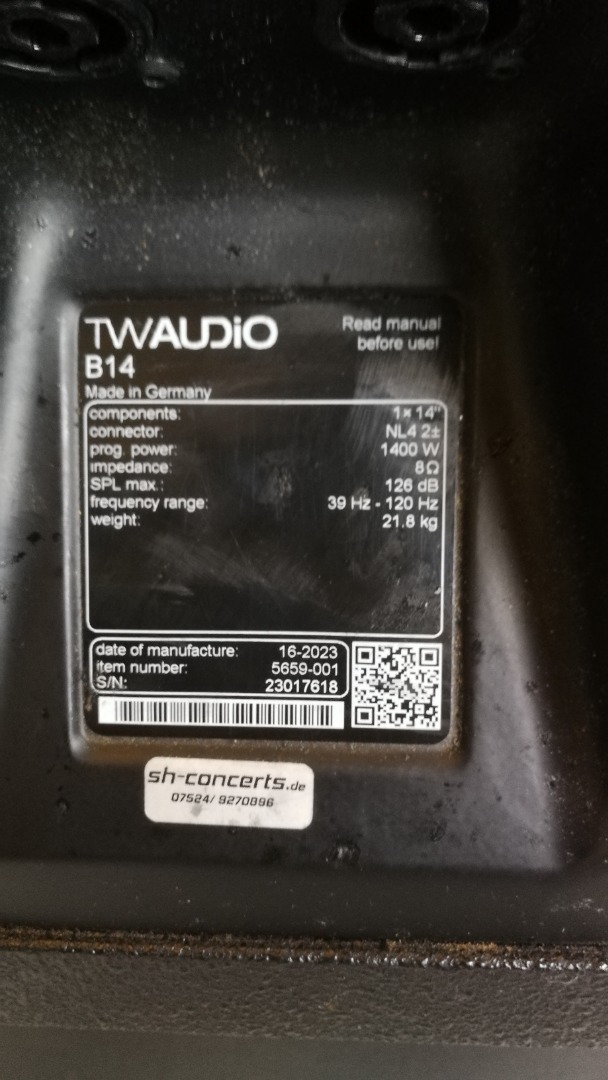 TWAUDiO
Read manual
before use!
B14
Made in Germany
components: 1×14"
connector: NL4 2±
prog. power: 1400 W
impedance: 8Ω
SPL max.: 126 dB
frequency range: 39 Hz - 120 Hz
weight: 21.8 kg
date of manufacture: 16-2023
item number: 5659-001
S/N: 23017618
sh-concerts.de
07524/ 9270896